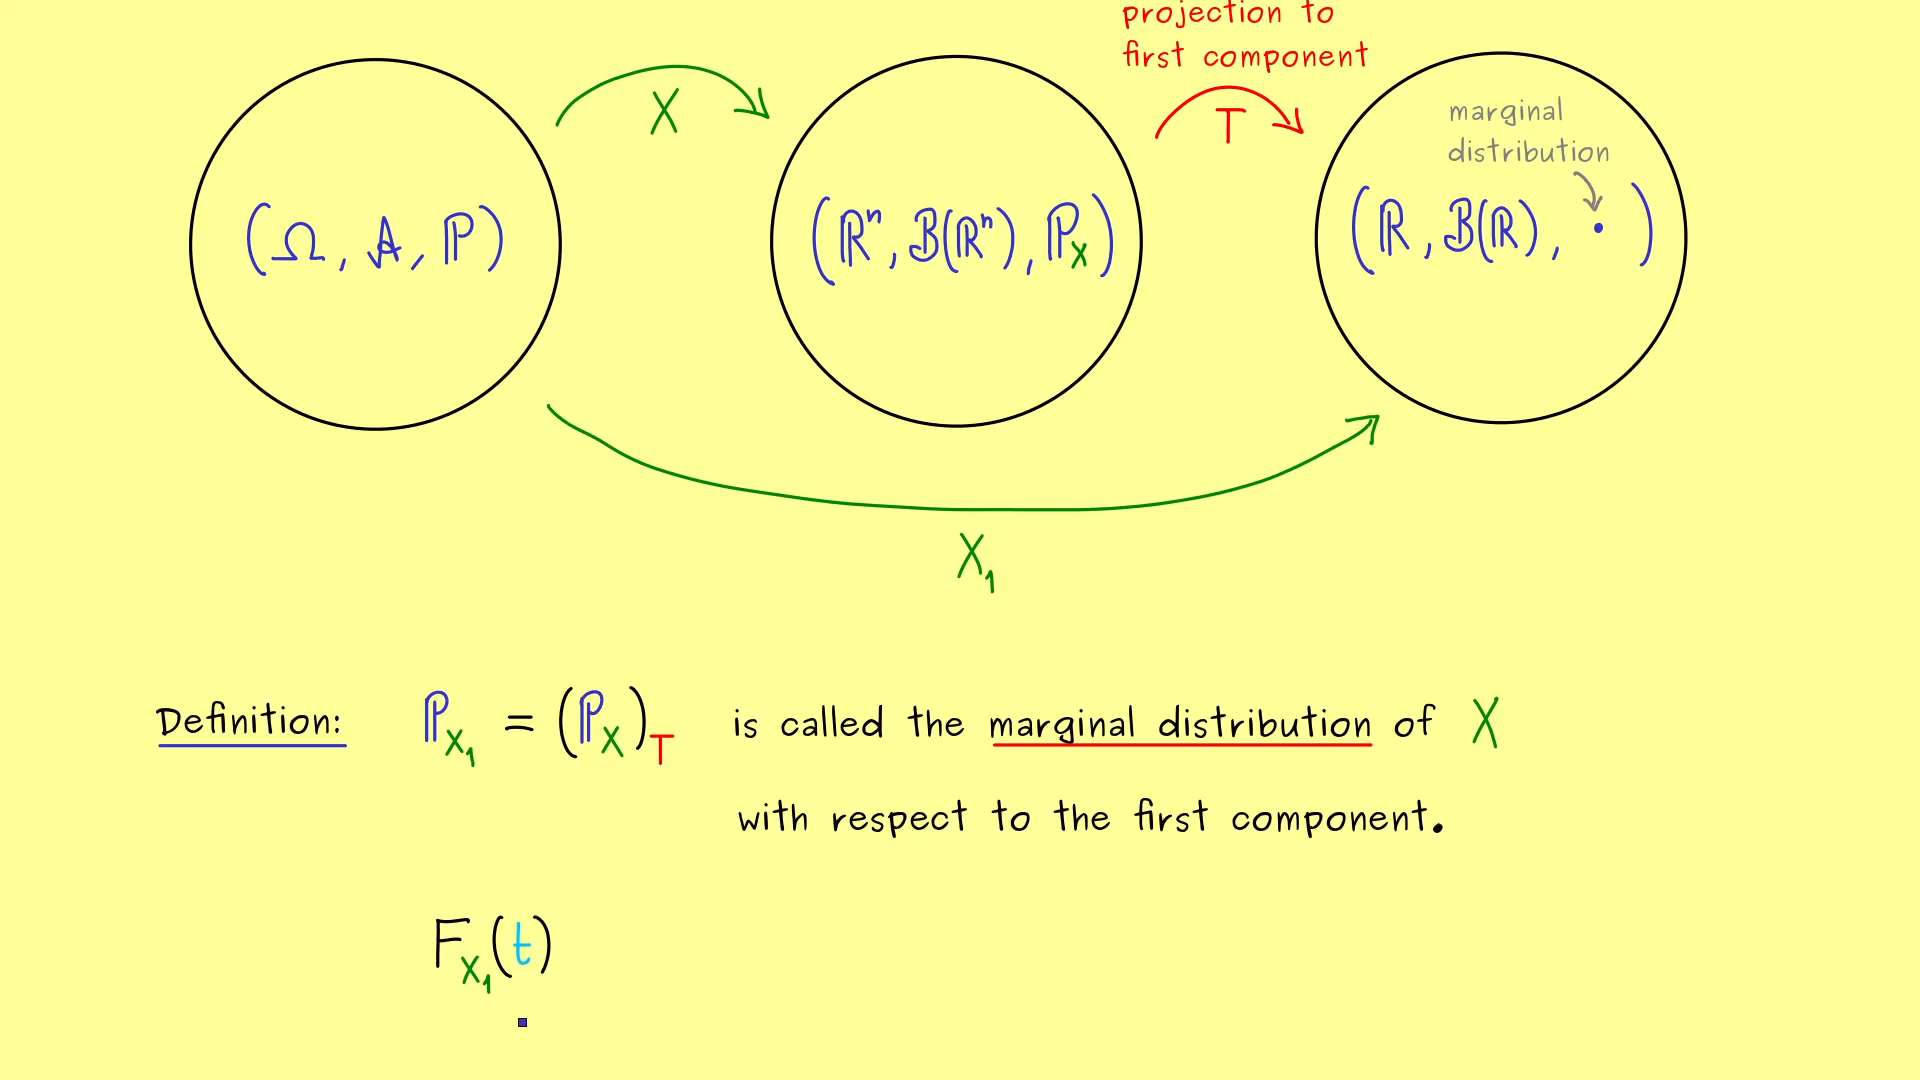 projection to
first component
X
T
marginal
distribution
(Ω, A, ℙ)
(ℝⁿ, B(ℝⁿ), ℙ_X)
(ℝ, B(ℝ), • )
X₁
Definition: ℙ_X₁ = (ℙ_X)_T is called the marginal distribution of X
with respect to the first component.
F_X₁(t)